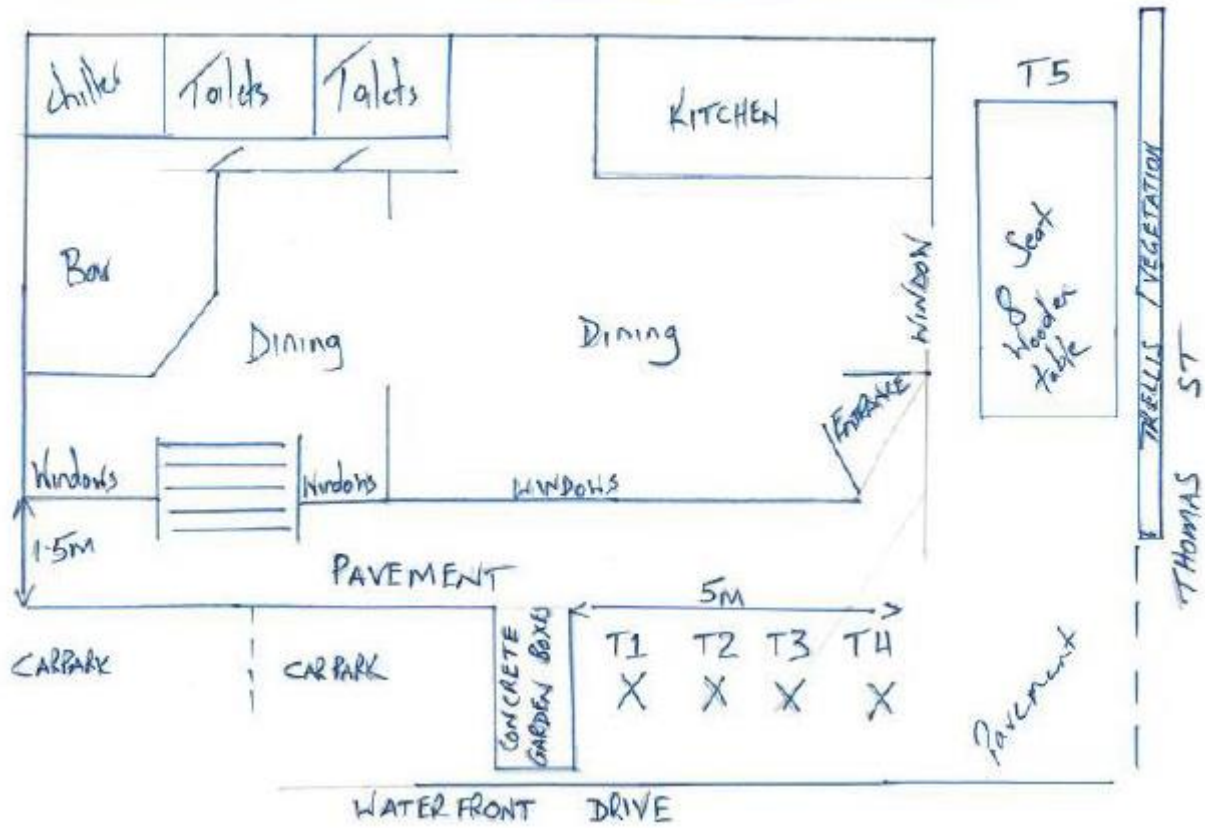 chiller
Toilets
Toilets
KITCHEN
T5
8 Seat
Wooden
table
TRELLIS / VEGETATION
THOMAS ST
WINDOW
Bar
Dining
Dining
ENTRANCE
Windows
Windows
WINDOWS
1.5M
PAVEMENT
5M
CARPARK
CARPARK
CONCRETE
GARDEN BOXES
T1 T2 T3 T4
X X X X
Pavement
WATERFRONT DRIVE